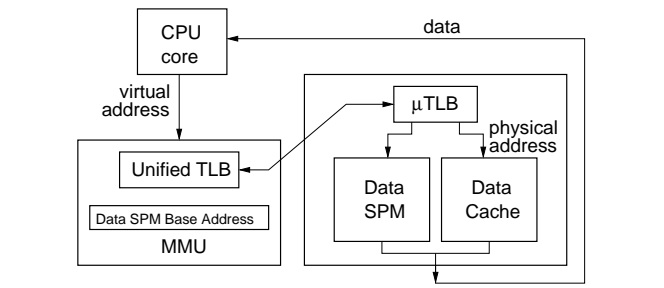 CPU
core
data
virtual
address
μTLB
physical
address
Unified TLB
Data
SPM
Data
Cache
Data SPM Base Address
MMU